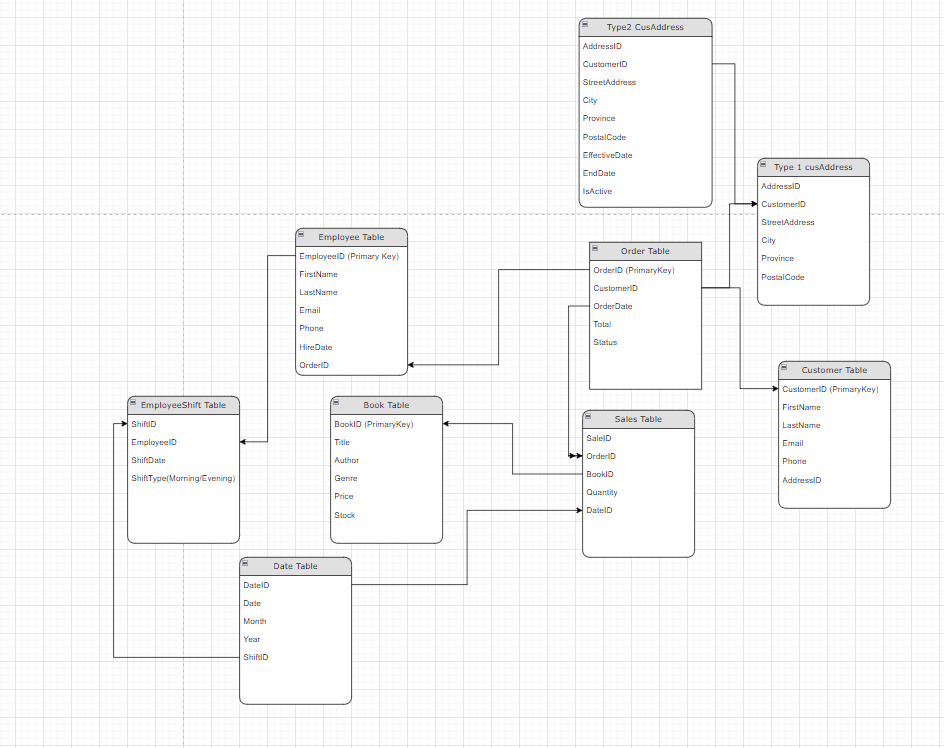 Type2 CusAddress
AddressID
CustomerID
StreetAddress
City
Province
PostalCode
EffectiveDate
EndDate
IsActive
Type 1 cusAddress
AddressID
CustomerID
StreetAddress
City
Province
PostalCode
Employee Table
EmployeeID (Primary Key)
FirstName
LastName
Email
Phone
HireDate
OrderID
Order Table
OrderID (PrimaryKey)
CustomerID
OrderDate
Total
Status
Customer Table
CustomerID (PrimaryKey)
FirstName
LastName
Email
Phone
AddressID
EmployeeShift Table
ShiftID
EmployeeID
ShiftDate
ShiftType(Morning/Evening)
Book Table
BookID (PrimaryKey)
Title
Author
Genre
Price
Stock
Sales Table
SaleID
OrderID
BookID
Quantity
DateID
Date Table
DateID
Date
Month
Year
ShiftID